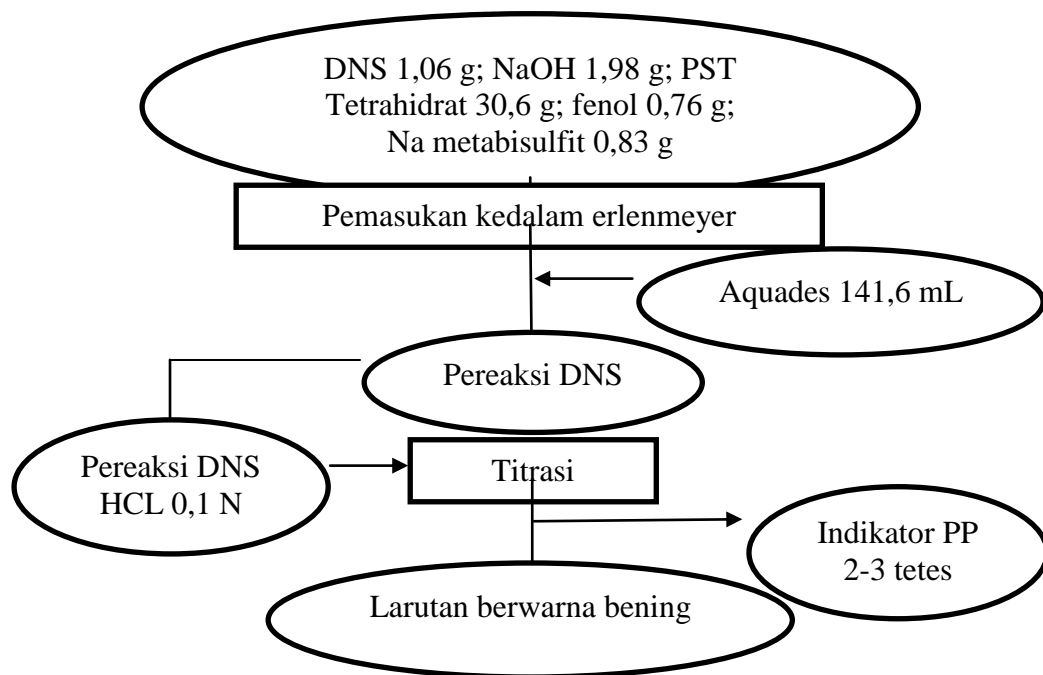 DNS 1,06 g; NaOH 1,98 g; PST
Tetrahidrat 30,6 g; fenol 0,76 g;
Na metabisulfit 0,83 g
Pemasukan kedalam erlenmeyer
Aquades 141,6 mL
Pereaksi DNS
Pereaksi DNS
HCL 0,1 N
Titrasi
Indikator PP
2-3 tetes
Larutan berwarna bening